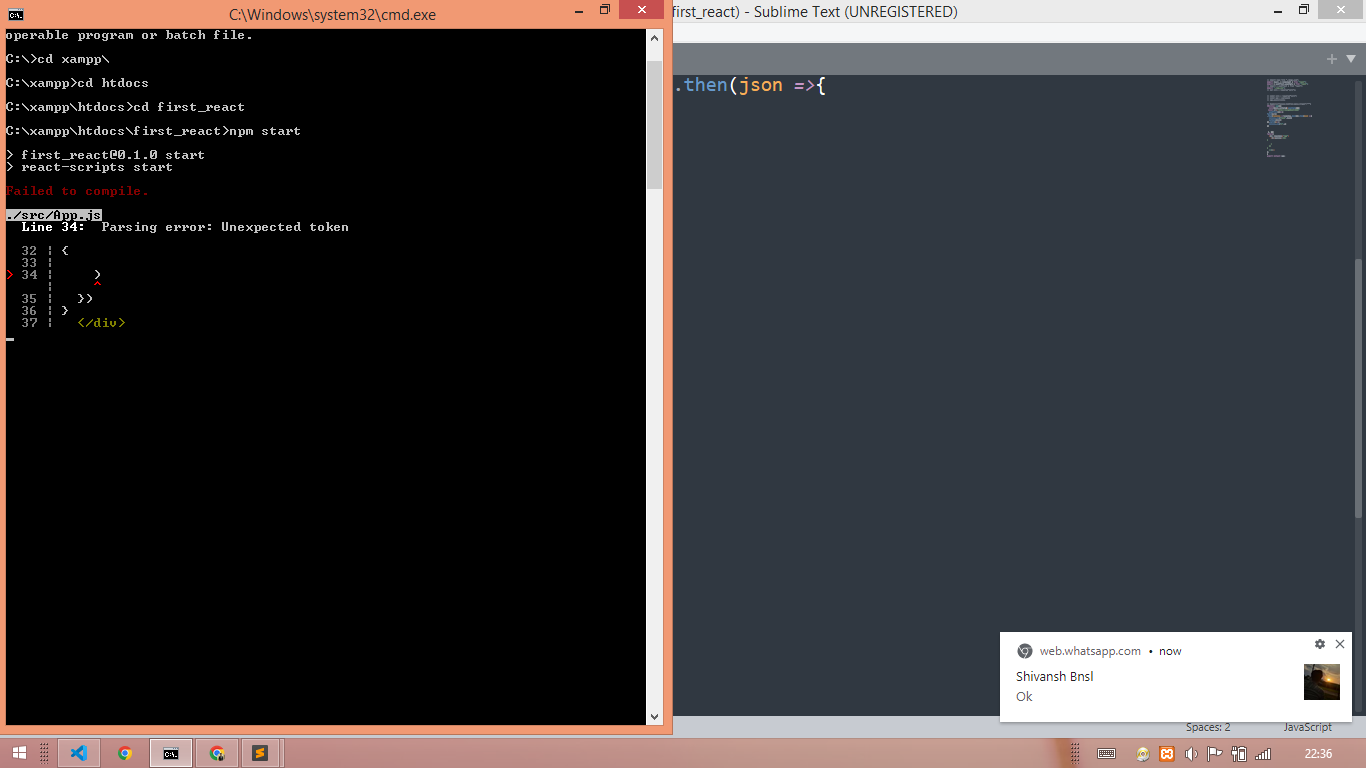 C:\Windows\system32\cmd.exe
first_react) - Sublime Text (UNREGISTERED)
operable program or batch file.
C:\>cd xampp\
C:\xampp>cd htdocs
C:\xampp\htdocs>cd first_react
C:\xampp\htdocs\first_react>npm start
> first_react@0.1.0 start
> react-scripts start
Failed to compile.
./src/App.js
Line 34:  Parsing error: Unexpected token
32 ¦ {
33 ¦
> 34 ¦     )
¦     ^
35 ¦   })
36 ¦ }
37 ¦   </div>
.then(json =>{
web.whatsapp.com • now
Shivansh Bnsl
Ok
Spaces: 2
JavaScript
22:36